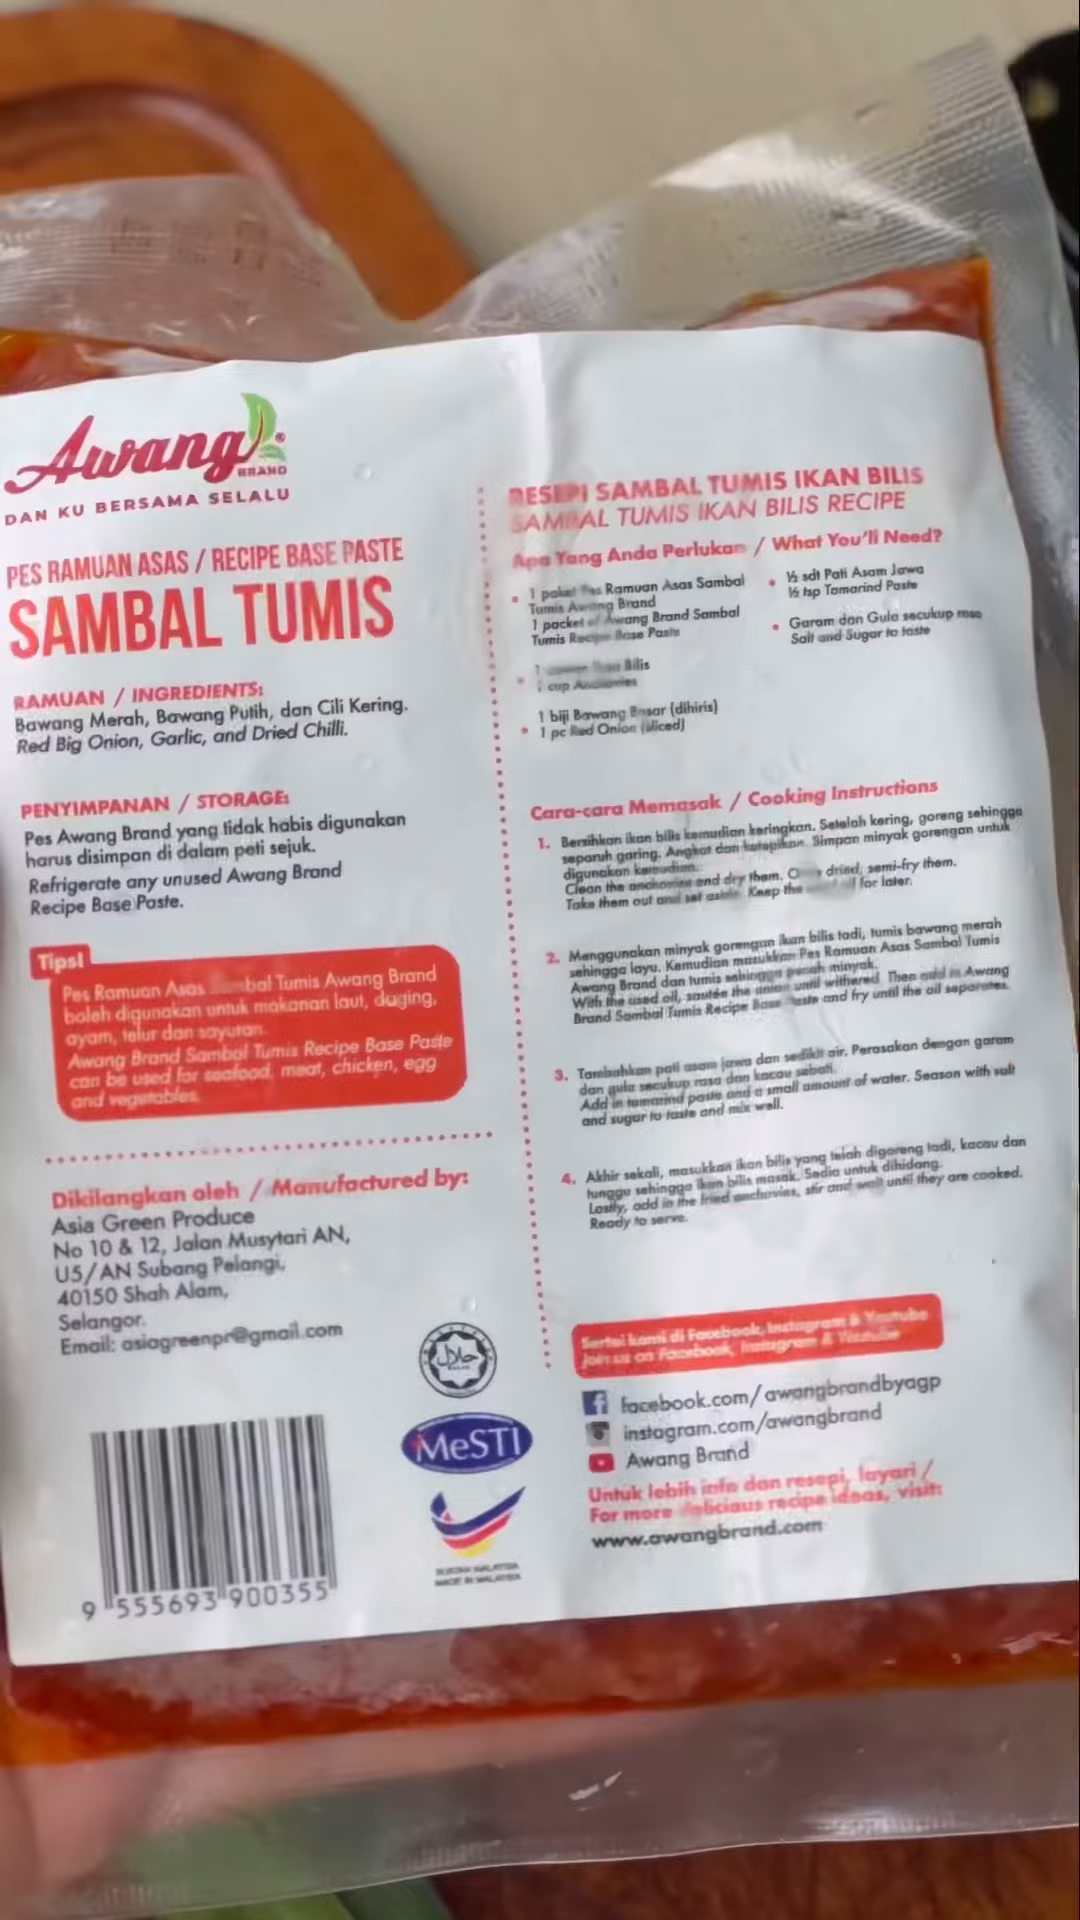 Awang
BRAND
DAN KU BERSAMA SELALU
PES RAMUAN ASAS / RECIPE BASE PASTE
SAMBAL TUMIS
RAMUAN / INGREDIENTS:
Bawang Merah, Bawang Putih, dan Cili Kering.
Red Big Onion, Garlic, and Dried Chilli.
PENYIMPANAN / STORAGE:
Pes Awang Brand yang tidak habis digunakan
harus disimpan di dalam peti sejuk.
Refrigerate any unused Awang Brand
Recipe Base Paste.
Tips!
Pes Ramuan Asas Tumis Awang Brand
boleh digunakan untuk makanan laut, daging,
ayam, telur dan sayuran.
Awang Brand Sambal Tumis Recipe Base Paste
can be used for seafood, meat, chicken, egg
and vegetables.
Dikilangkan oleh / Manufactured by:
Asia Green Produce
No 10 & 12, Jalan Musytari AN,
U5/AN Subang Pelangi,
40150 Shah Alam,
Selangor.
Email: asiagreenpr@gmail.com
حلال
MeSTI
MADE IN MALAYSIA
9 555693 900355
RESEPI SAMBAL TUMIS IKAN BILIS
SAMBAL TUMIS IKAN BILIS RECIPE
Apa Yang Anda Perlukan / What You'll Need?
1 paket Pes Ramuan Asas Sambal
Tumis Awang Brand
1 packet of Awang Brand Sambal
Tumis Recipe Base Paste
1 Bilis
cup Anchovies
1 biji Bawang Besar (dihiris)
1 pc Red Onion (sliced)
½ sdt Pati Asam Jawa
½ tsp Tamarind Paste
Garam dan Gula secukup rasa
Salt and Sugar to taste
Cara-cara Memasak / Cooking Instructions
1. Bersihkan ikan bilis kemudian keringkan. Setelah kering, goreng sehingga
separuh garing. Angkat dan ketepikan. Simpan minyak gorengan untuk
digunakan kemudian.
Clean the anchovies and dry them. dried, semi-fry them.
Take them out and set aside. Keep the oil for later.
2. Menggunakan minyak gorengan ikan bilis tadi, tumis bawang merah
sehingga layu. Kemudian masukkan Pes Ramuan Asas Sambal Tumis
Awang Brand dan tumis sehingga pecah minyak.
With the used oil, sautée the onion until withered. Then add in Awang
Brand Sambal Tumis Recipe Base Paste and fry until the oil separates.
3. Tambahkan pati asam jawa dan sedikit air. Perasakan dengan garam
dan gula secukup rasa dan kacau sebati.
Add in tamarind paste and a small amount of water. Season with salt
and sugar to taste and mix well.
4. Akhir sekali, masukkan ikan bilis yang telah digoreng tadi, kacau dan
tunggu sehingga ikan bilis masak. Sedia untuk dihidang.
Lastly, add in the fried anchovies, stir and wait until they are cooked.
Ready to serve.
Sertai kami di Facebook, Instagram & Youtube
Join us on Facebook, Instagram & Youtube
facebook.com/awangbrandbyagp
instagram.com/awangbrand
Awang Brand
Untuk lebih info dan resepi, layari /
For more delicious recipe ideas, visit:
www.awangbrand.com